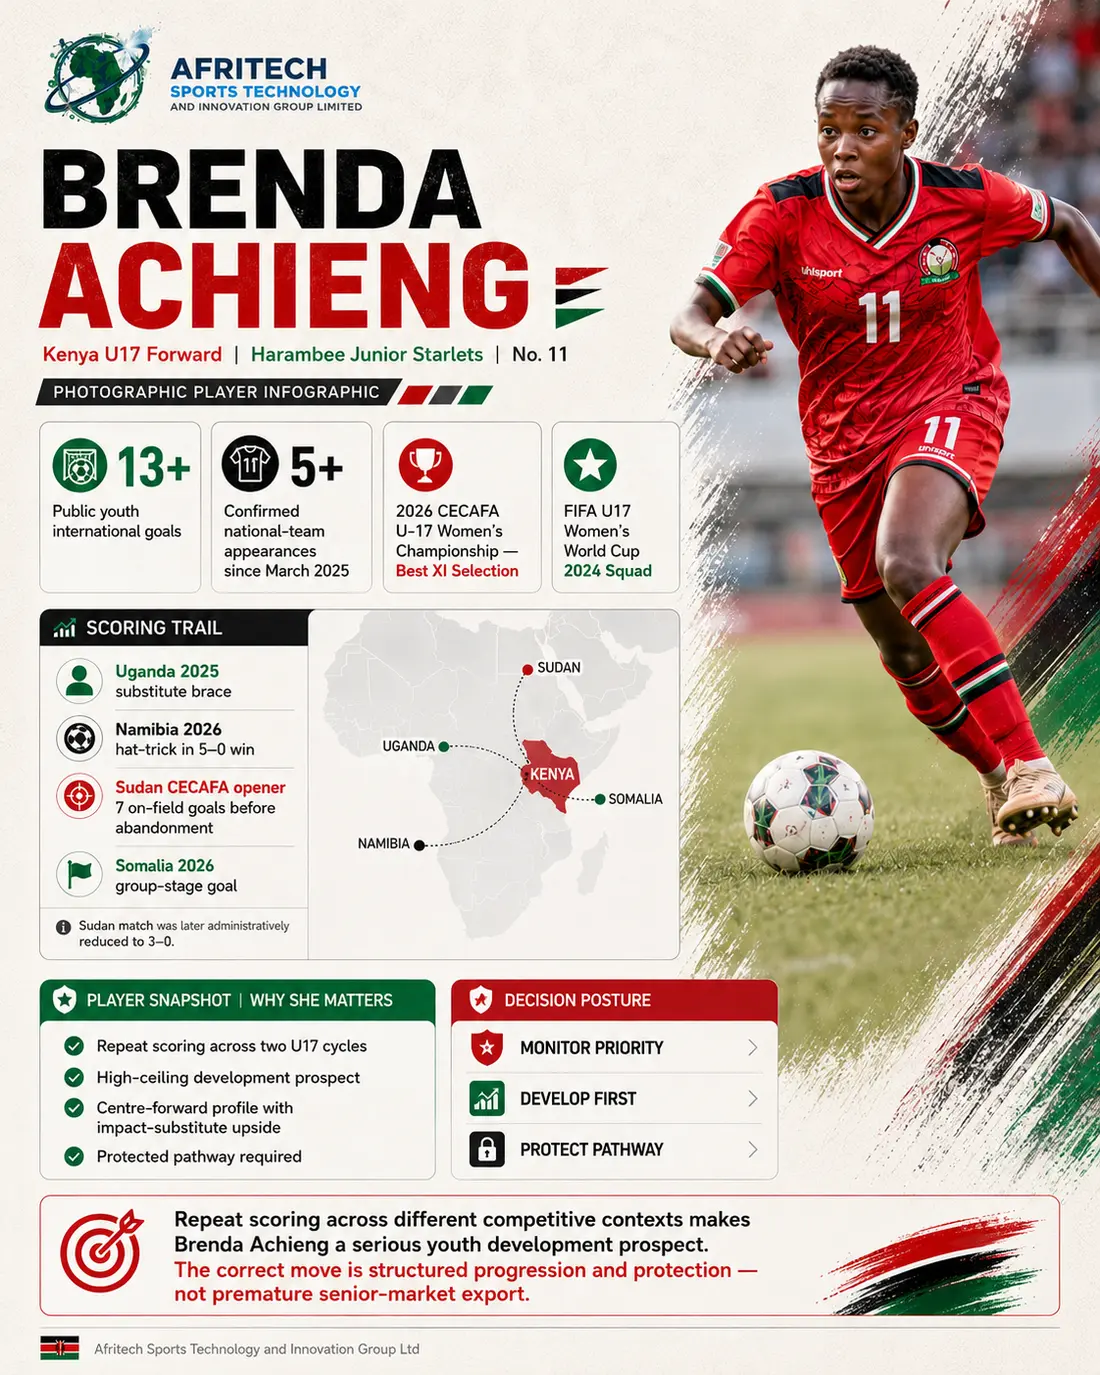 AFRITECH
SPORTS TECHNOLOGY
AND INNOVATION GROUP LIMITED
BRENDA
ACHIENG
Kenya U17 Forward | Harambee Junior Starlets | No. 11
PHOTOGRAPHIC PLAYER INFOGRAPHIC
13+
Public youth
international goals
11
5+
Confirmed
national-team
appearances
since March 2025
2026 CECAFA
U-17 Women's
Championship —
Best XI Selection
FIFA U17
Women's
World Cup
2024 Squad
uhlsport
11
11
uhlsport
SCORING TRAIL
Uganda 2025
substitute brace
Namibia 2026
hat-trick in 5–0 win
Sudan CECAFA opener
7 on-field goals before
abandonment
Somalia 2026
group-stage goal
Sudan match was later administratively
reduced to 3–0.
SUDAN
UGANDA
KENYA
SOMALIA
NAMIBIA
PLAYER SNAPSHOT | WHY SHE MATTERS
Repeat scoring across two U17 cycles
High-ceiling development prospect
Centre-forward profile with
impact-substitute upside
Protected pathway required
DECISION POSTURE
MONITOR PRIORITY
DEVELOP FIRST
PROTECT PATHWAY
Repeat scoring across different competitive contexts makes
Brenda Achieng a serious youth development prospect.
The correct move is structured progression and protection —
not premature senior-market export.
Afritech Sports Technology and Innovation Group Ltd